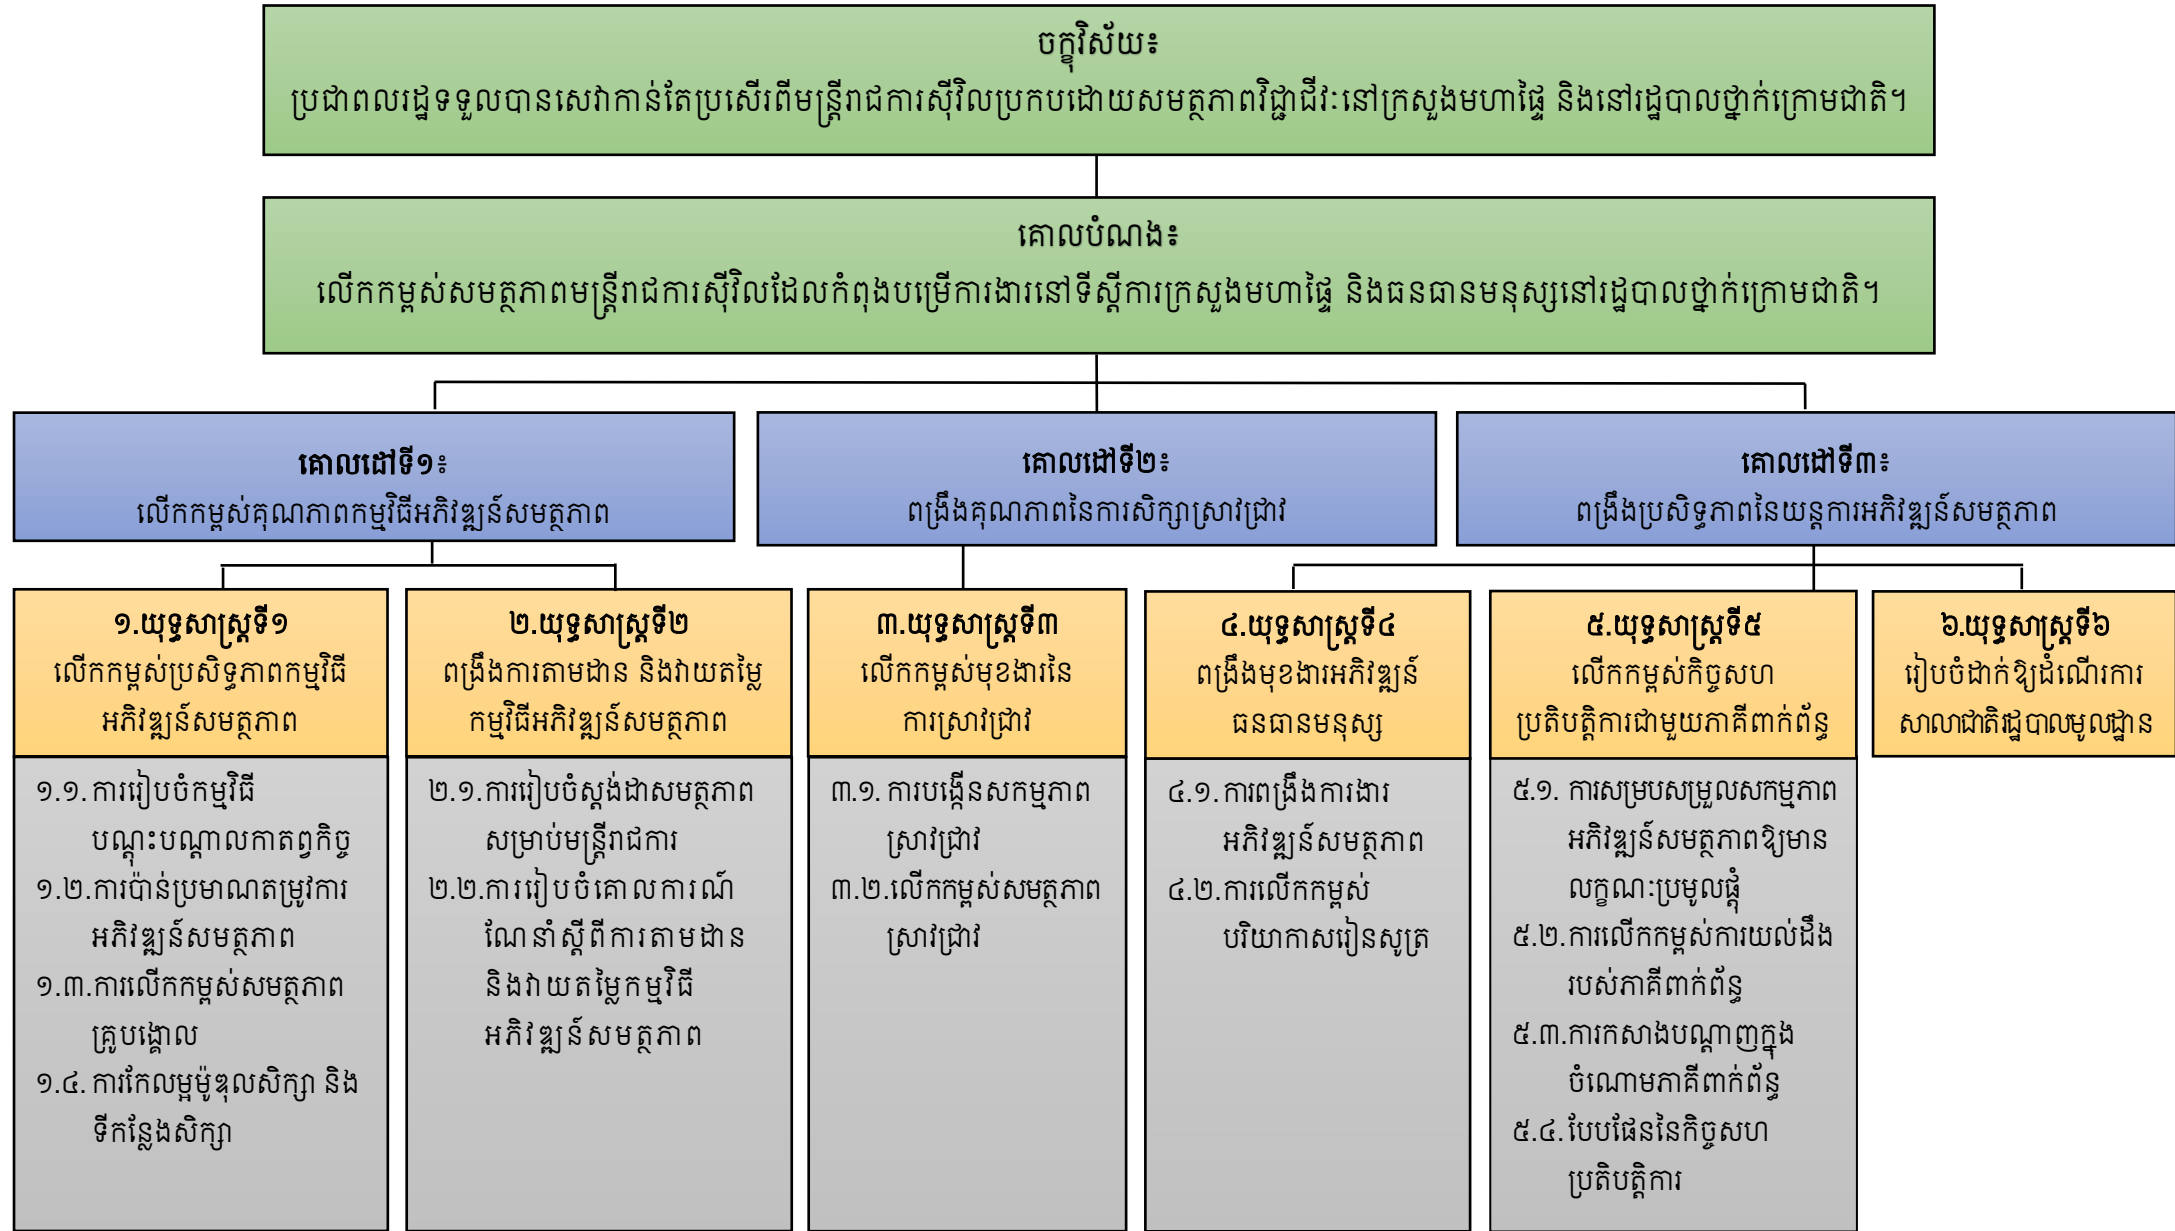 ចក្ខុវិស័យ៖
ប្រជាពលរដ្ឋទទួលបានសេវាកាន់តែប្រសើរពីមន្ត្រីរាជការស៊ីវិលប្រកបដោយសមត្ថភាពវិជ្ជាជីវៈនៅក្រសួងមហាផ្ទៃ និងនៅរដ្ឋបាលថ្នាក់ក្រោមជាតិ។
គោលបំណង៖
លើកកម្ពស់សមត្ថភាពមន្ត្រីរាជការស៊ីវិលដែលកំពុងបម្រើការងារនៅទីស្តីការក្រសួងមហាផ្ទៃ និងធនធានមនុស្សនៅរដ្ឋបាលថ្នាក់ក្រោមជាតិ។
គោលដៅទី១៖
លើកកម្ពស់គុណភាពកម្មវិធីអភិវឌ្ឍន៍សមត្ថភាព
គោលដៅទី២៖
ពង្រឹងគុណភាពនៃការសិក្សាស្រាវជ្រាវ
គោលដៅទី៣៖
ពង្រឹងប្រសិទ្ធភាពនៃយន្តការអភិវឌ្ឍន៍សមត្ថភាព
១.យុទ្ធសាស្ត្រទី១
លើកកម្ពស់ប្រសិទ្ធភាពកម្មវិធី
អភិវឌ្ឍន៍សមត្ថភាព
១.១. ការរៀបចំកម្មវិធី
បណ្តុះបណ្តាលកាតព្វកិច្ច
១.២.ការប៉ាន់ប្រមាណតម្រូវការ
អភិវឌ្ឍន៍សមត្ថភាព
១.៣.ការលើកកម្ពស់សមត្ថភាព
គ្រូបង្គោល
១.៤. ការកែលម្អម៉ូឌុលសិក្សា និង
ទីកន្លែងសិក្សា
២.យុទ្ធសាស្ត្រទី២
ពង្រឹងការតាមដាន និងវាយតម្លៃ
កម្មវិធីអភិវឌ្ឍន៍សមត្ថភាព
២.១.ការរៀបចំស្តង់ដាសមត្ថភាព
សម្រាប់មន្ត្រីរាជការ
២.២.ការរៀបចំគោលការណ៍
ណែនាំស្តីពីការតាមដាន
និងវាយតម្លៃកម្មវិធី
អភិវឌ្ឍន៍សមត្ថភាព
៣.យុទ្ធសាស្ត្រទី៣
លើកកម្ពស់មុខងារនៃ
ការស្រាវជ្រាវ
៣.១. ការបង្កើនសកម្មភាព
ស្រាវជ្រាវ
៣.២.លើកកម្ពស់សមត្ថភាព
ស្រាវជ្រាវ
៤.យុទ្ធសាស្ត្រទី៤
ពង្រឹងមុខងារអភិវឌ្ឍន៍
ធនធានមនុស្ស
៤.១. ការពង្រឹងការងារ
អភិវឌ្ឍន៍សមត្ថភាព
៤.២.ការលើកកម្ពស់
បរិយាកាសរៀនសូត្រ
៥.យុទ្ធសាស្ត្រទី៥
លើកកម្ពស់កិច្ចសហ
ប្រតិបត្តិការជាមួយភាគីពាក់ព័ន្ធ
៥.១. ការសម្របសម្រួលសកម្មភាព
អភិវឌ្ឍន៍សមត្ថភាពឱ្យមាន
លក្ខណៈប្រមូលផ្តុំ
៥.២.ការលើកកម្ពស់ការយល់ដឹង
របស់ភាគីពាក់ព័ន្ធ
៥.៣.ការកសាងបណ្តាញក្នុង
ចំណោមភាគីពាក់ព័ន្ធ
៥.៤. បែបផែននៃកិច្ចសហ
ប្រតិបត្តិការ
៦.យុទ្ធសាស្ត្រទី៦
រៀបចំដាក់ឱ្យដំណើរការ
សាលាជាតិរដ្ឋបាលមូលដ្ឋាន